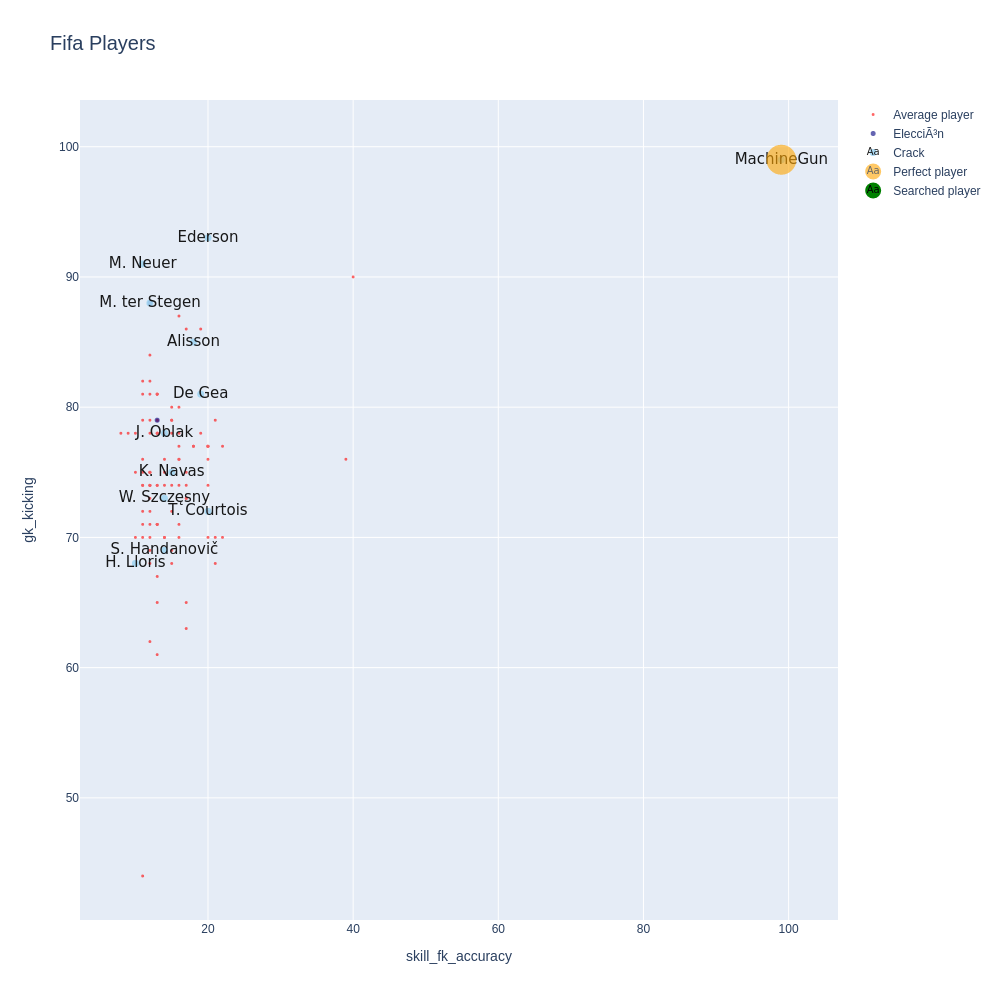 Fifa Players
Average player
ElecciÃ³n
Aa Crack
Aa Perfect player
Aa Searched player
100
90
80
70
60
50
gk_kicking
MachineGun
Ederson
M. Neuer
M. ter Stegen
Alisson
De Gea
J. Oblak
K. Navas
W. Szczęsny
T. Courtois
S. Handanovič
H. Lloris
20 40 60 80 100
skill_fk_accuracy